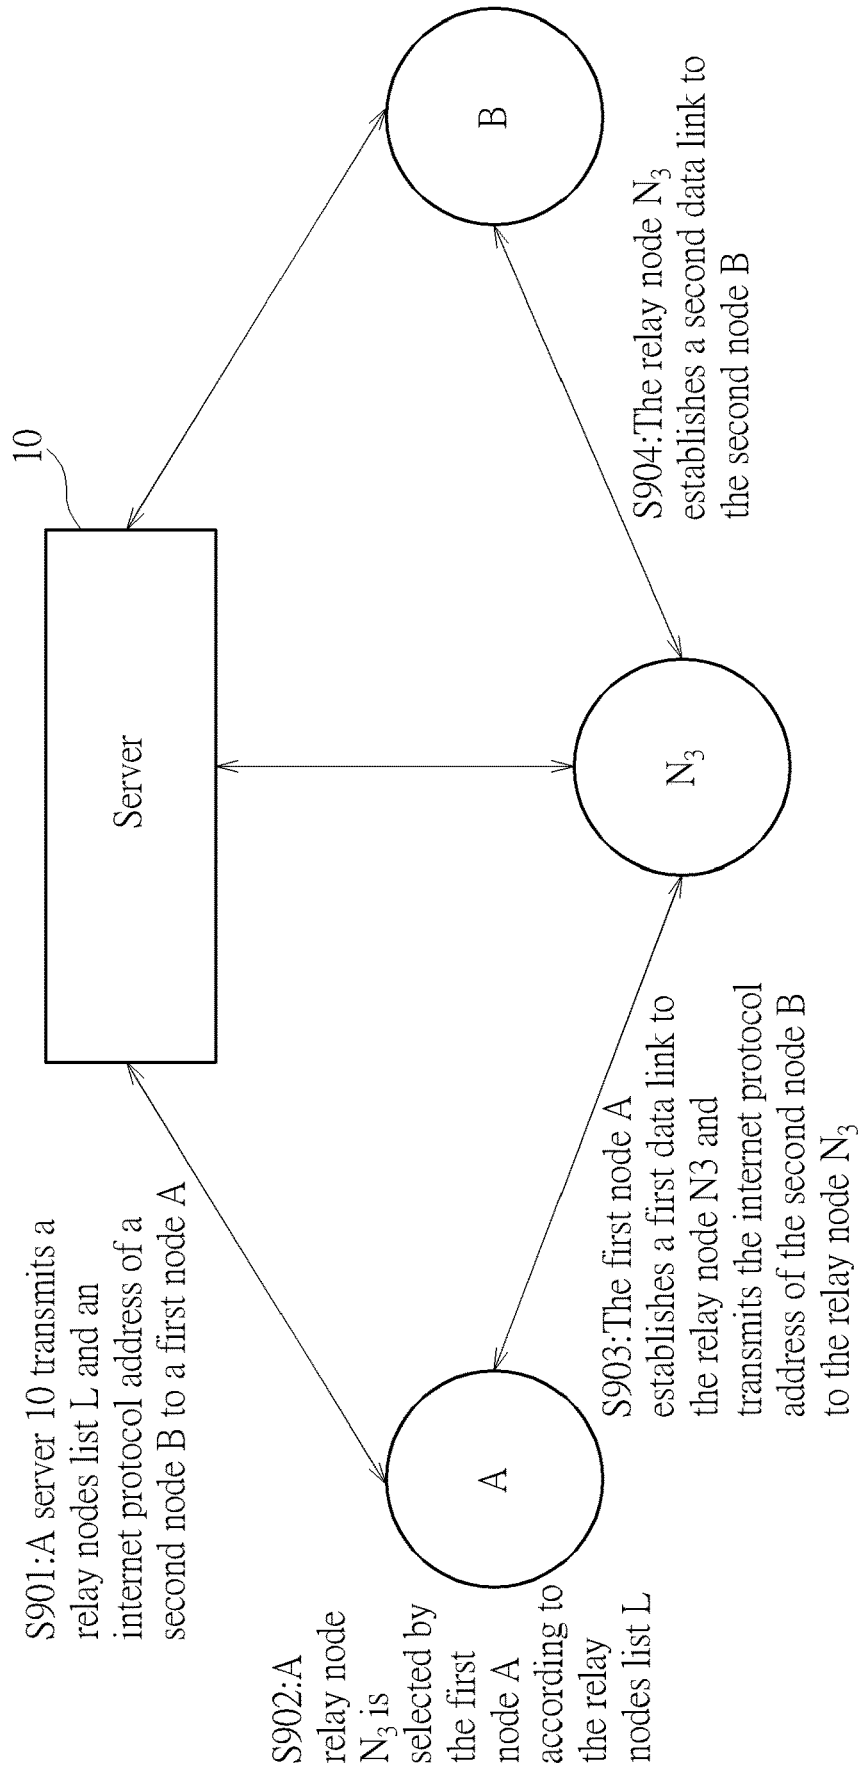 S901:A server 10 transmits a
relay nodes list L and an
internet protocol address of a
second node B to a first node A
10
Server
S902:A
relay node
N₃ is
selected by
the first
node A
according to
the relay
nodes list L
A
B
S903:The first node A
establishes a first data link to
the relay node N3 and
transmits the internet protocol
address of the second node B
to the relay node N₃
N₃
S904:The relay node N₃
establishes a second data link to
the second node B